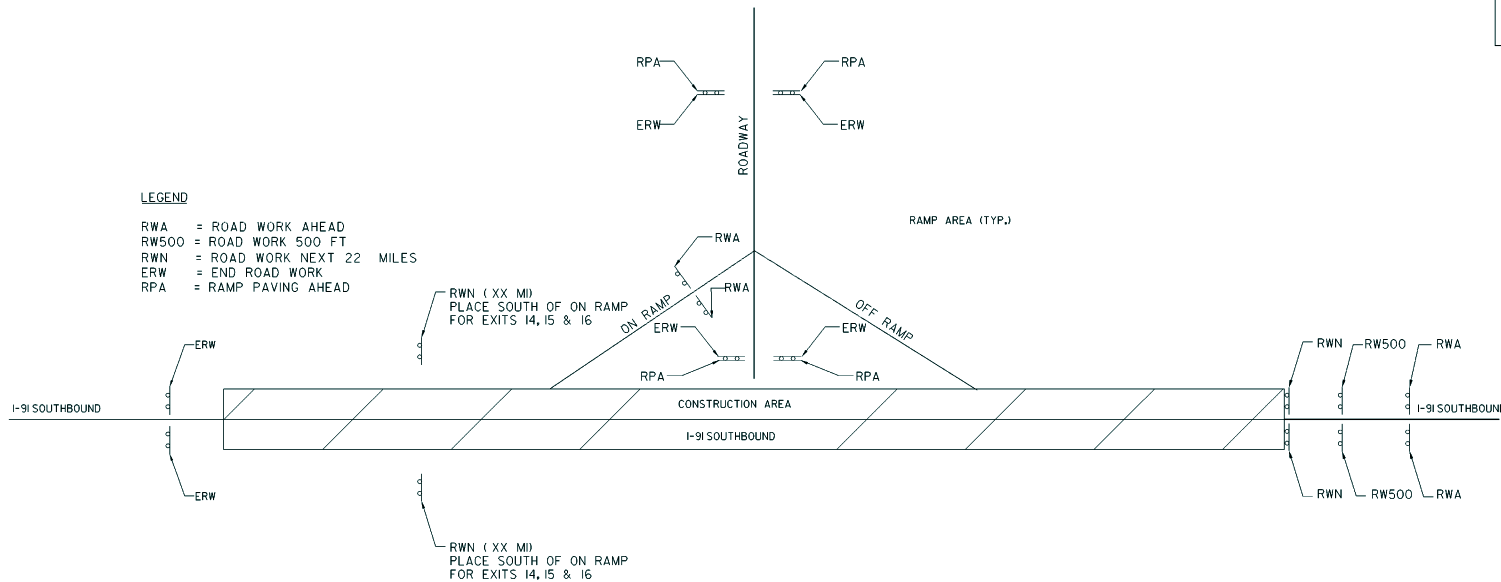 RPA
RPA
ERW
ERW
ROADWAY
LEGEND
RWA = ROAD WORK AHEAD
RW500 = ROAD WORK 500 FT
RWN = ROAD WORK NEXT 22 MILES
ERW = END ROAD WORK
RPA = RAMP PAVING AHEAD
RAMP AREA (TYP.)
RWA
RWA
RWN (XX MI)
PLACE SOUTH OF ON RAMP
FOR EXITS 14, 15 & 16
ON RAMP
OFF RAMP
ERW
ERW
RPA
RPA
ERW
RWN
RW500
RWA
I-91 SOUTHBOUND
CONSTRUCTION AREA
I-91 SOUTHBOUND
I-91 SOUTHBOUND
ERW
RWN
RW500
RWA
RWN (XX MI)
PLACE SOUTH OF ON RAMP
FOR EXITS 14, 15 & 16